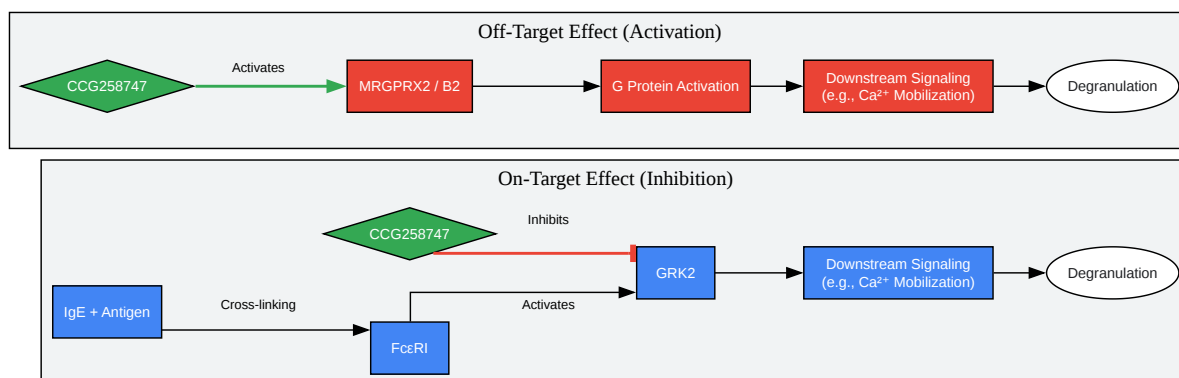 Off-Target Effect (Activation)
CCG258747
Activates
MRGPRX2 / B2
G Protein Activation
Downstream Signaling
(e.g., Ca²⁺ Mobilization)
Degranulation
On-Target Effect (Inhibition)
CCG258747
Inhibits
GRK2
Downstream Signaling
(e.g., Ca²⁺ Mobilization)
Degranulation
IgE + Antigen
Cross-linking
Activates
FcεRI